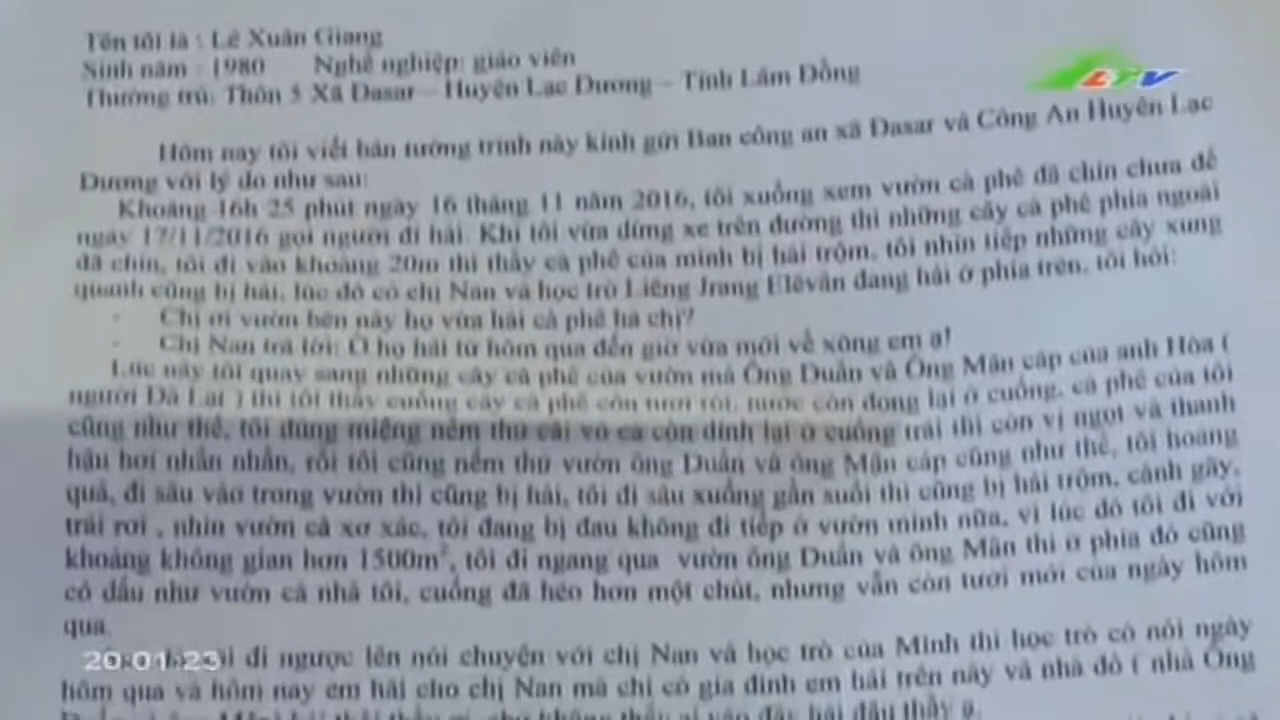 Tên tôi là : Lê Xuân Giang
Sinh năm : 1980 Nghề nghiệp: giáo viên
Thường trú: Thôn 5 Xã Đasar – Huyện Lạc Dương – Tỉnh Lâm Đồng
LTV
Hôm nay tôi viết bản tường trình này kính gửi Ban công an xã Đasar và Công An Huyện Lạc
Dương với lý do như sau:
Khoảng 16h 25 phút ngày 16 tháng 11 năm 2016, tôi xuống xem vườn cà phê đã chín chưa để
ngày 17/11/2016 gọi người đi hái. Khi tôi vừa dừng xe trên đường thì những cây cà phê phía ngoài
đã chín, tôi đi vào khoảng 20m thì thấy cà phê của mình bị hái trộm, tôi nhìn tiếp những cây xung
quanh cũng bị hái, lúc đó có chị Nan và học trò Liêng Jrang Elêvân đang hái ở phía trên, tôi hỏi:
- Chị ơi vườn bên này họ vừa hái cà phê hả chị?
- Chị Nan trả lời: Ờ họ hái từ hôm qua đến giờ vừa mới về xông em ạ!
Lúc này tôi quay sang những cây cà phê của vườn mà Ông Duẩn và Ông Mân cáp của anh Hòa (
người Đà Lạt ) thì tôi thấy cuống cây cà phê còn tươi rói, nước còn đọng lại ở cuống, cà phê của tôi
cũng như thế, tôi dùng miệng nếm thử cái vỏ cà còn dính lại ở cuống trái thì còn vị ngọt và thanh
hậu hơi nhẫn nhẫn, rồi tôi cũng nếm thử vườn ông Duẩn và ông Mận cáp cũng như thế, tôi hoảng
quá, đi sâu vào trong vườn thì cũng bị hái, tôi đi sâu xuống gần suối thì cũng bị hái trộm, cành gãy,
trái rơi , nhìn vườn cà xơ xác, tôi đang bị đau không đi tiếp ở vườn mình nữa, vì lúc đó tôi đi với
khoảng không gian hơn 1500m², tôi đi ngang qua vườn ông Duẩn và ông Mân thì ở phía đó cũng
có dấu như vườn cà nhà tôi, cuống đã héo hơn một chút, nhưng vẫn còn tươi mới của ngày hôm
qua.
20:01:23
đi ngược lên nói chuyện với chị Nan và học trò của Mình thì học trò có nói ngày
hôm qua và hôm nay em hái cho chị Nan mà chỉ có gia đình em hái trên này và nhà đó ( nhà Ông